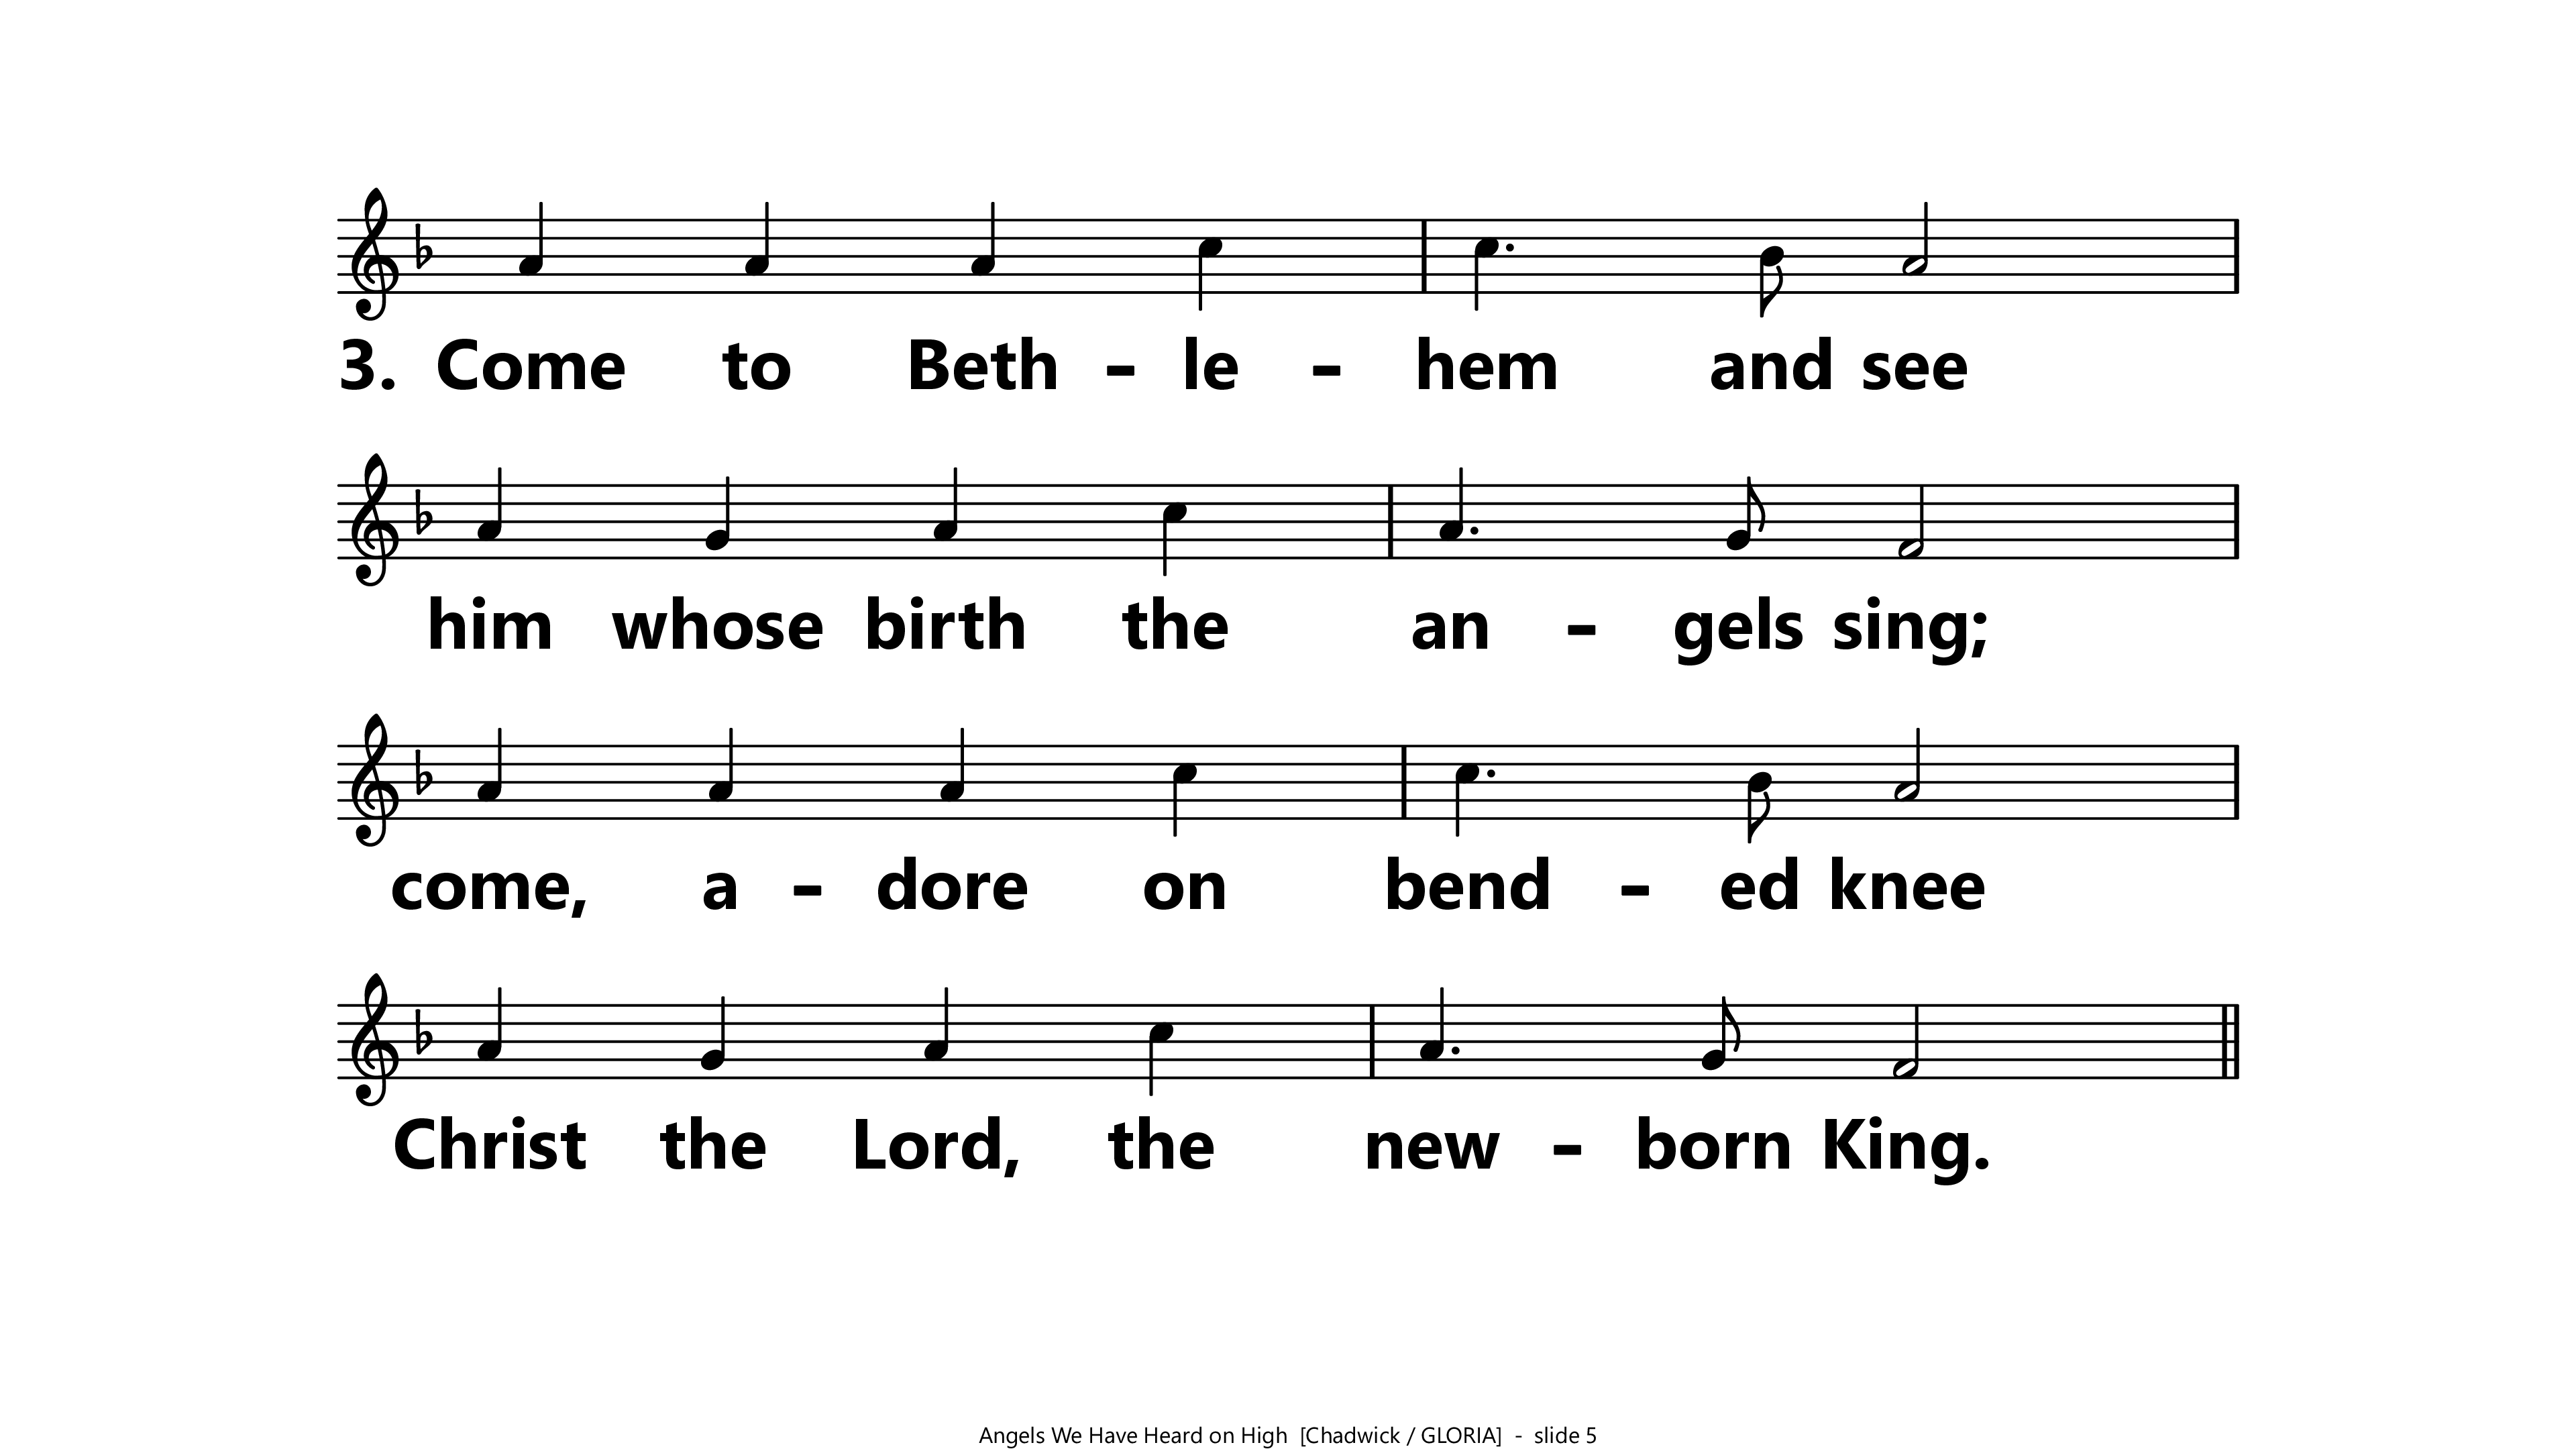 3. Come to Beth - le - hem and see
him whose birth the an - gels sing;
come, a - dore on bend - ed knee
Christ the Lord, the new - born King.
Angels We Have Heard on High [Chadwick / GLORIA] - slide 5